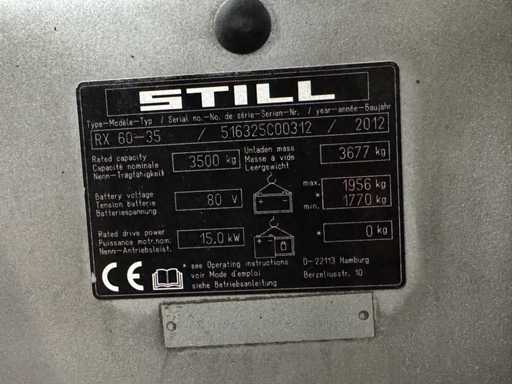 STILL
Type-Modèle-Typ / Serial no.-No. de série-Serien-Nr. / year-année-Baujahr
RX 60-35 / 516325C00312 / 2012
Rated capacity
Capacité nominale
Nenn-Tragfähigkeit
3500 kg
Unladen mass
Masse à vide
Leergewicht
3677 kg
Battery voltage
Tension batterie
Batteriespannung
80 V
max. 1956 kg
* *
min. 1770 kg
Rated drive power
Puissance motr.nom.
Nenn-Antriebsleist.
15.0 kW
* 0 kg
CE
* see Operating instructions
voir Mode d'emploi
siehe Betriebsanleitung
D-22113 Hamburg
Berzeliusstr. 10